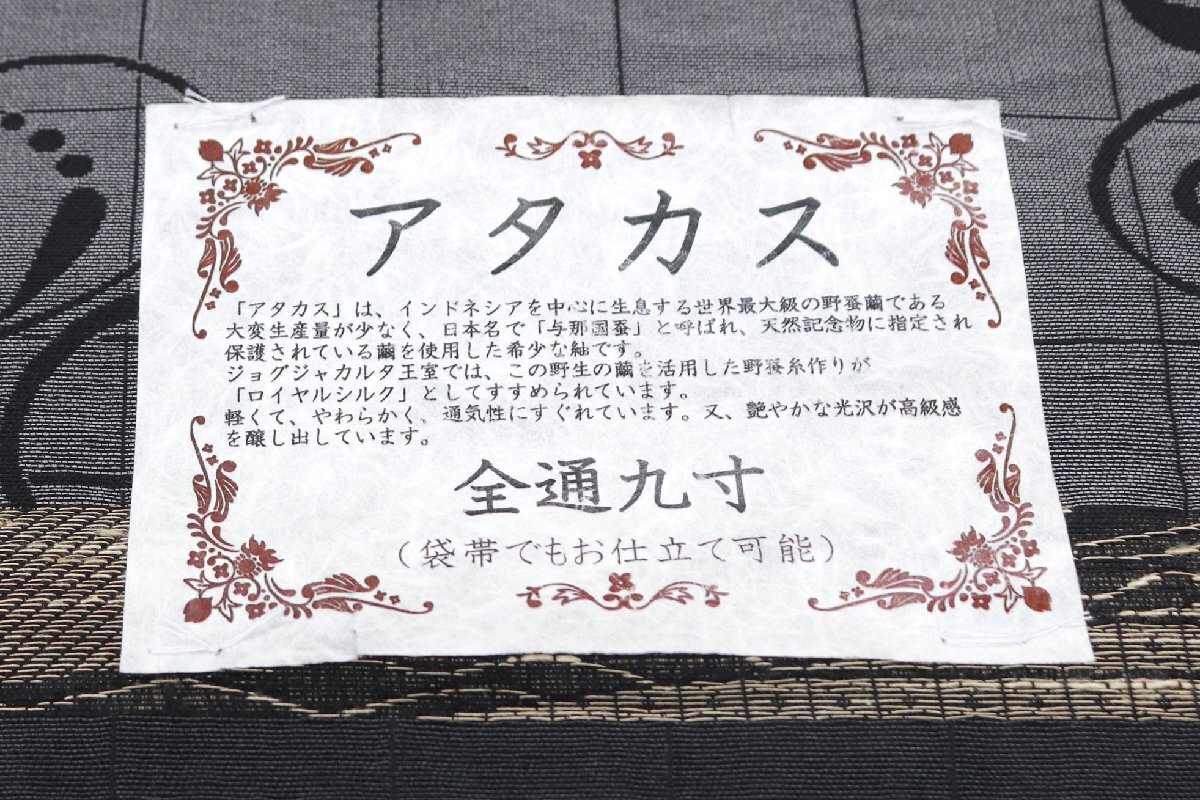 アタカス
「アタカス」は、インドネシアを中心に生息する世界最大級の野蚕繭である
大変生産量が少なく、日本名で「与那国蚕」と呼ばれ、天然記念物に指定され
保護されている繭を使用した希少な紬です。
ジョグジャカルタ王室では、この野生の繭を活用した野蚕糸作りが
「ロイヤルシルク」としてすすめられています。
軽くて、やわらかく、通気性にすぐれています。又、艶やかな光沢が高級感
を醸し出しています。
全通九寸
（袋帯でもお仕立て可能）